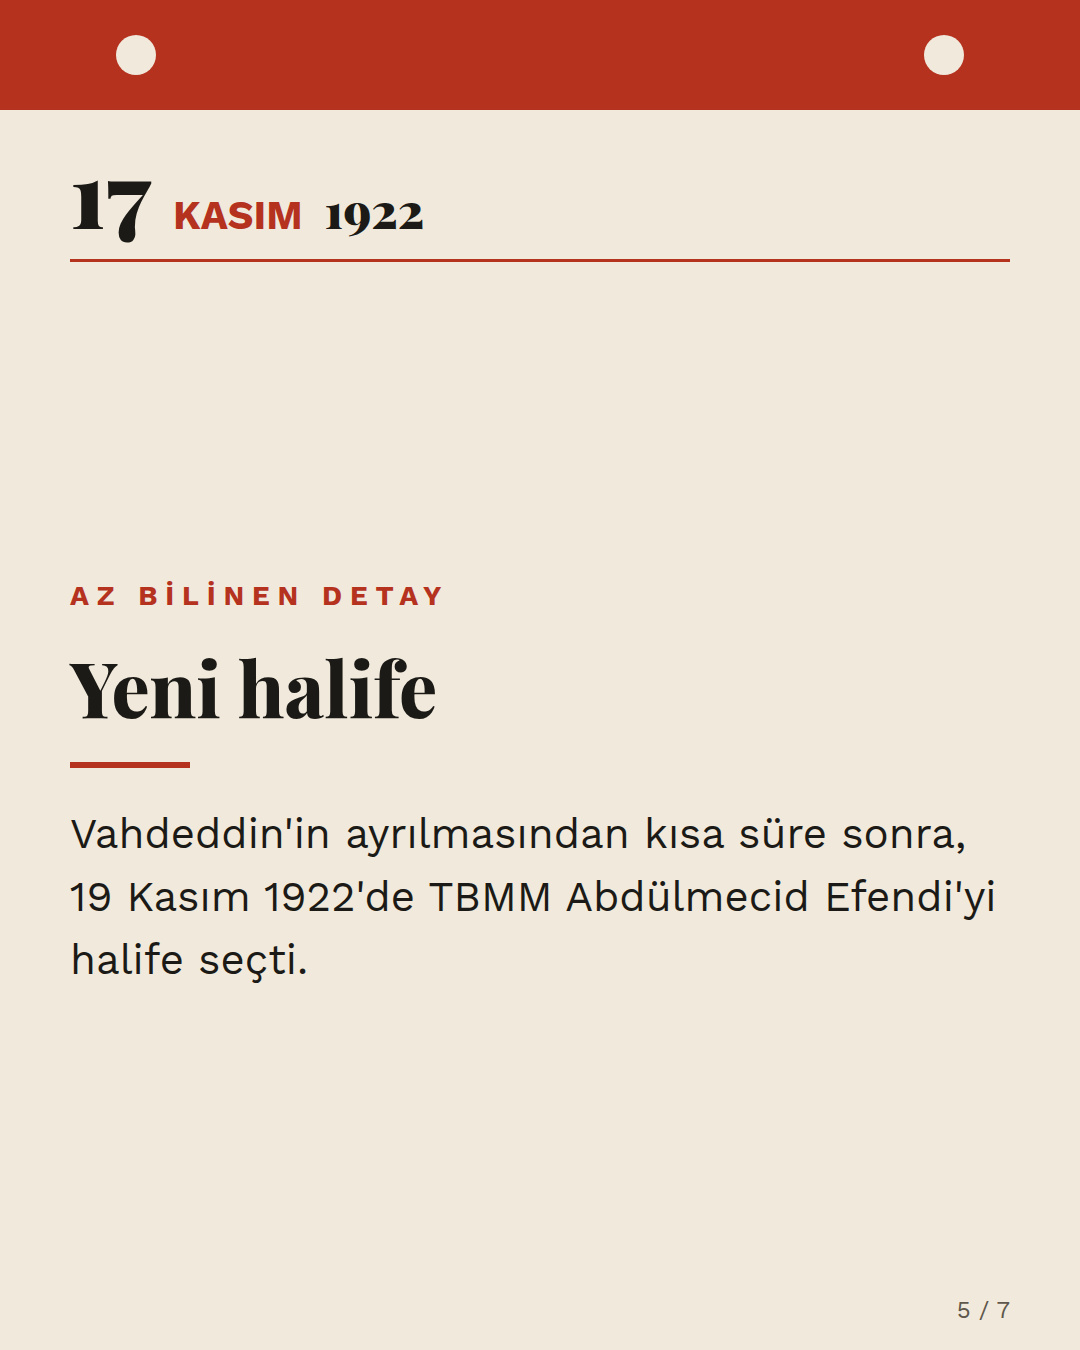 17 KASIM 1922
AZ BİLİNEN DETAY
Yeni halife
Vahdeddin'in ayrılmasından kısa süre sonra,
19 Kasım 1922'de TBMM Abdülmecid Efendi'yi
halife seçti.
5 / 7